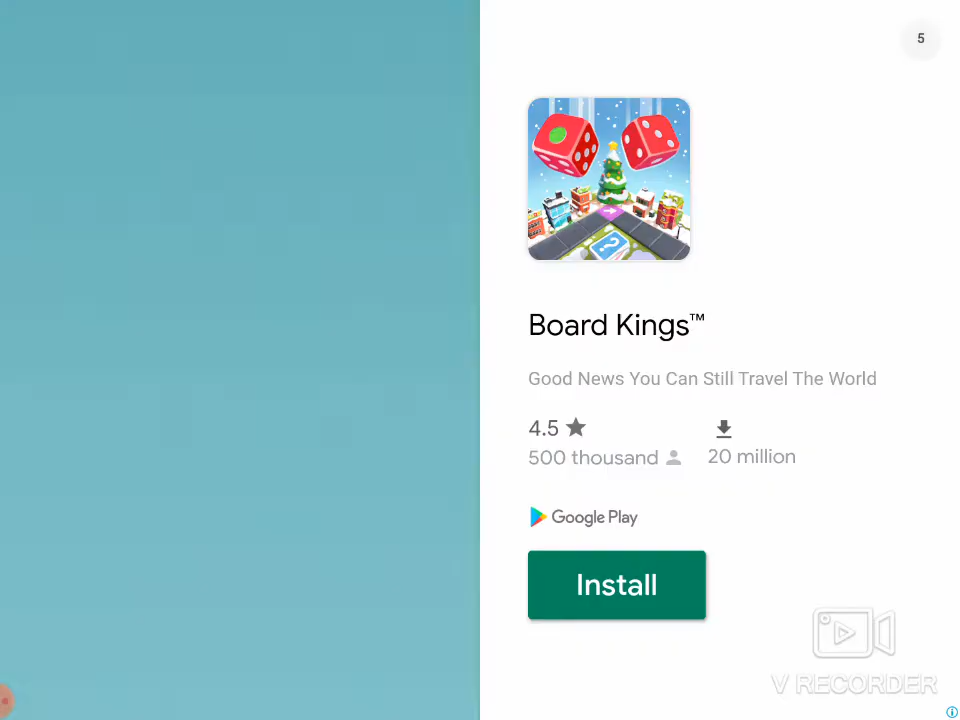 5
Board Kings™
Good News You Can Still Travel The World
4.5
500 thousand
20 million
Google Play
Install
V RECORDER